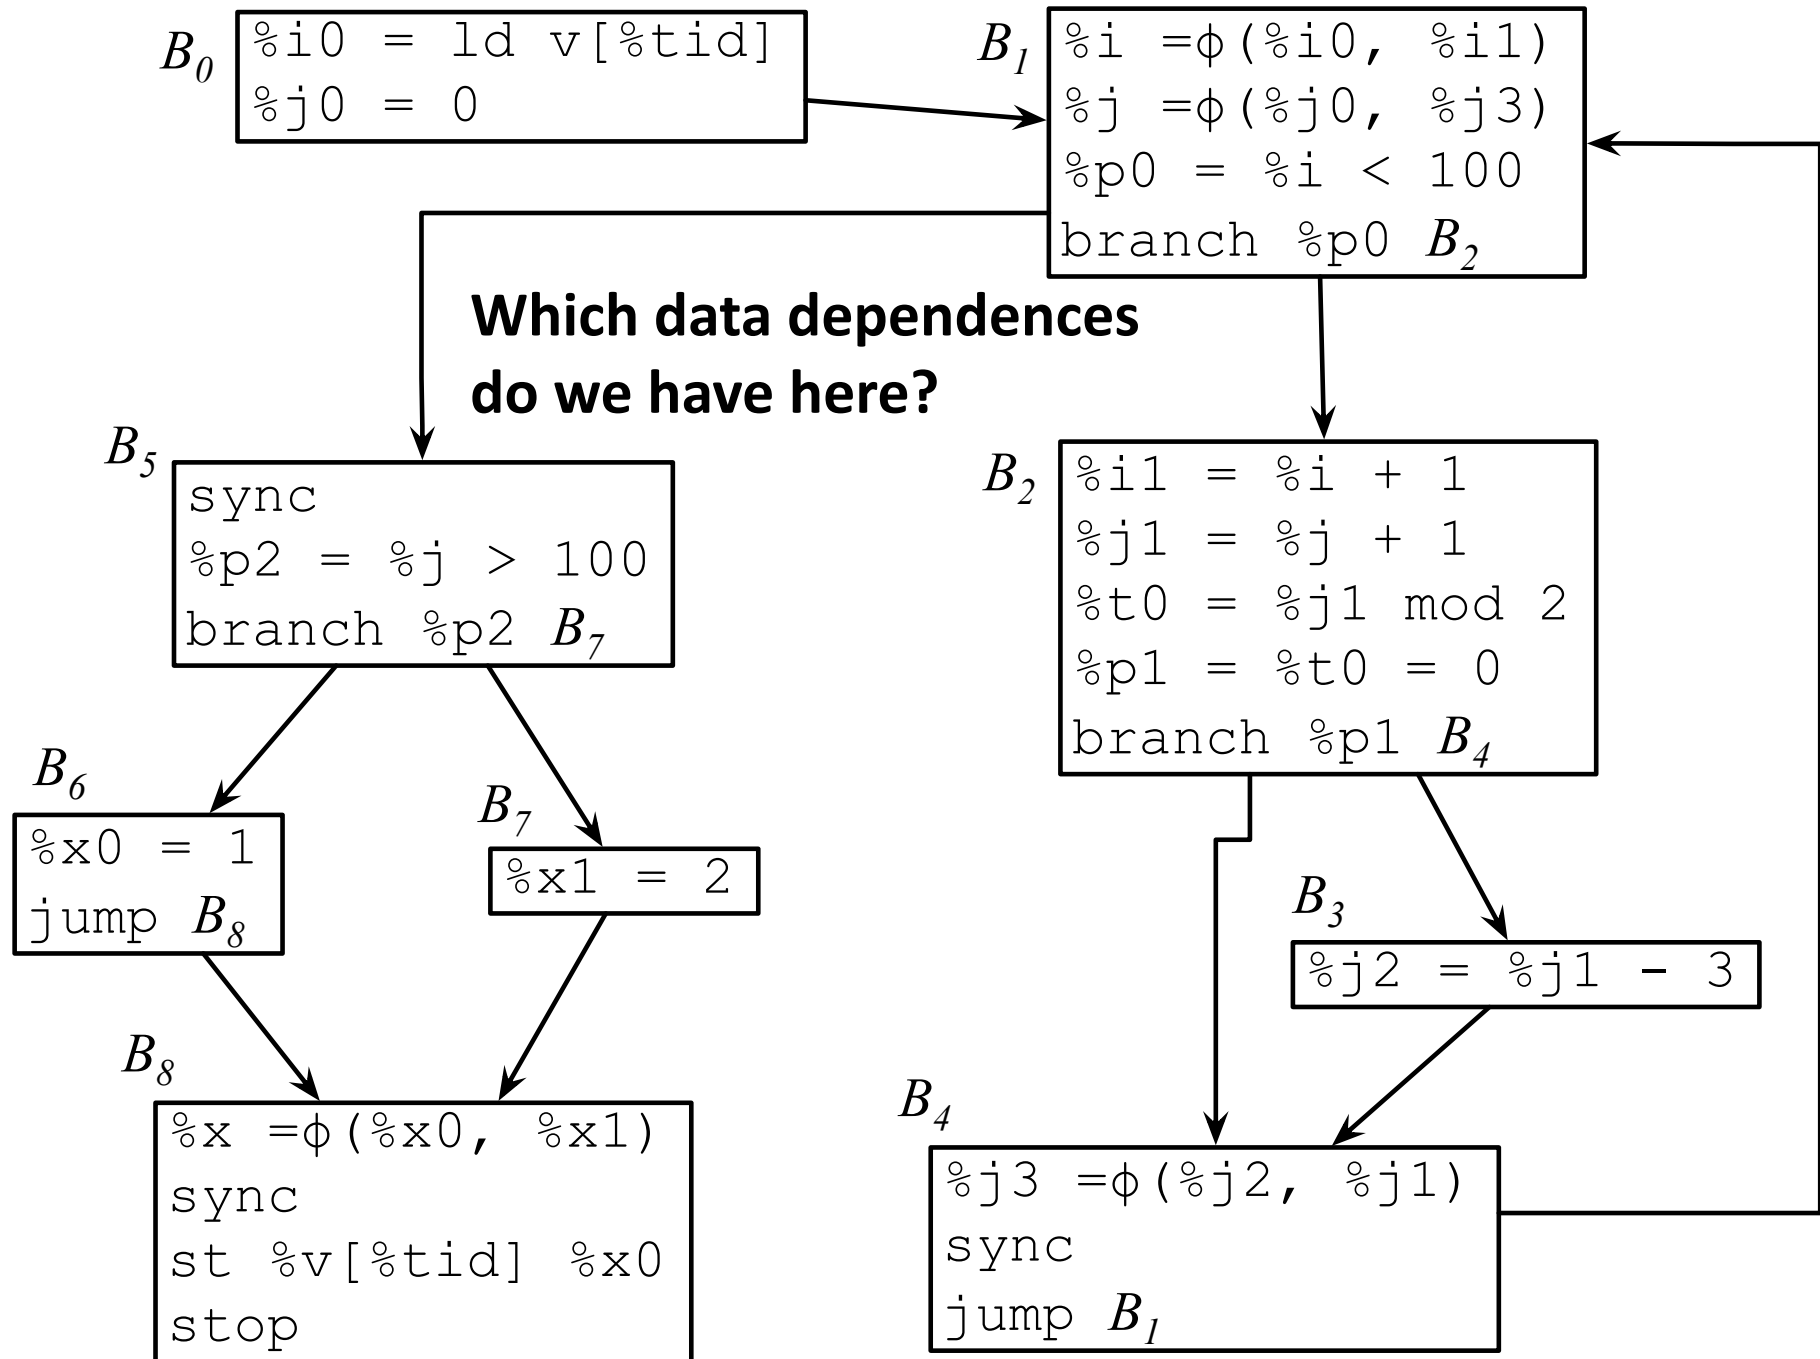 B0
%i0 = ld v[%tid]
%j0 = 0
B1
%i =ϕ(%i0, %i1)
%j =ϕ(%j0, %j3)
%p0 = %i < 100
branch %p0 B2
Which data dependences
do we have here?
B5
sync
%p2 = %j > 100
branch %p2 B7
B2
%i1 = %i + 1
%j1 = %j + 1
%t0 = %j1 mod 2
%p1 = %t0 = 0
branch %p1 B4
B6
%x0 = 1
jump B8
B7
%x1 = 2
B3
%j2 = %j1 - 3
B8
%x =ϕ(%x0, %x1)
sync
st %v[%tid] %x0
stop
B4
%j3 =ϕ(%j2, %j1)
sync
jump B1